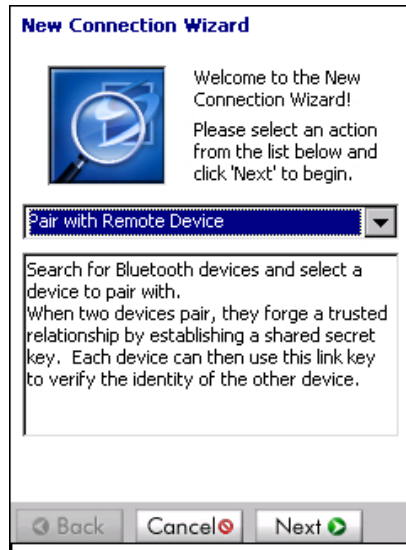 New Connection Wizard
Welcome to the New
Connection Wizard!
Please select an action
from the list below and
click 'Next' to begin.
Pair with Remote Device
Search for Bluetooth devices and select a
device to pair with.
When two devices pair, they forge a trusted
relationship by establishing a shared secret
key.  Each device can then use this link key
to verify the identity of the other device.
Back
Cancel
Next